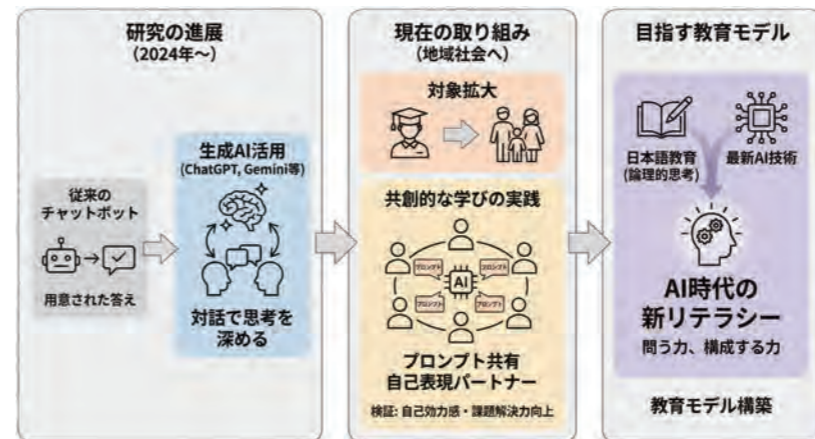 研究の進展
(2024年～)
従来の
チャットボット
用意された答え
生成AI活用
(ChatGPT, Gemini等)
対話で思考を
深める
現在の取り組み
(地域社会へ)
対象拡大
共創的な学びの実践
プロンプト
プロンプト
AI
プロンプト
プロンプト
プロンプト共有
自己表現パートナー
検証: 自己効力感・課題解決力向上
目指す教育モデル
日本語教育
(論理的思考)
最新AI技術
AI時代の
新リテラシー
問う力、構成する力
教育モデル構築